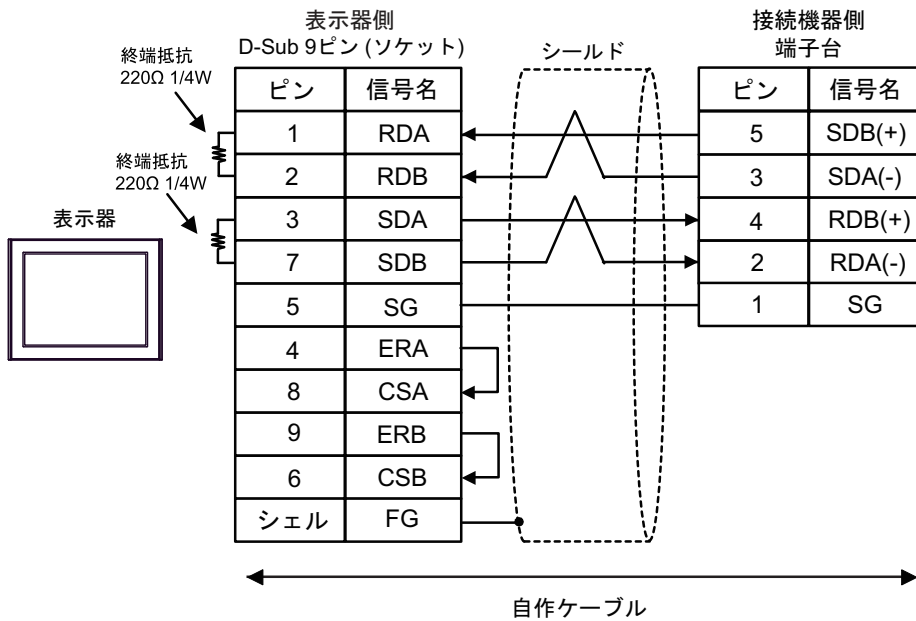 表示器側
D-Sub 9ピン (ソケット)
シールド
接続機器側
端子台
終端抵抗
220Ω 1/4W
終端抵抗
220Ω 1/4W
表示器
ピン 信号名
1 RDA
2 RDB
3 SDA
7 SDB
5 SG
4 ERA
8 CSA
9 ERB
6 CSB
シェル FG
ピン 信号名
5 SDB(+)
3 SDA(-)
4 RDB(+)
2 RDA(-)
1 SG
自作ケーブル